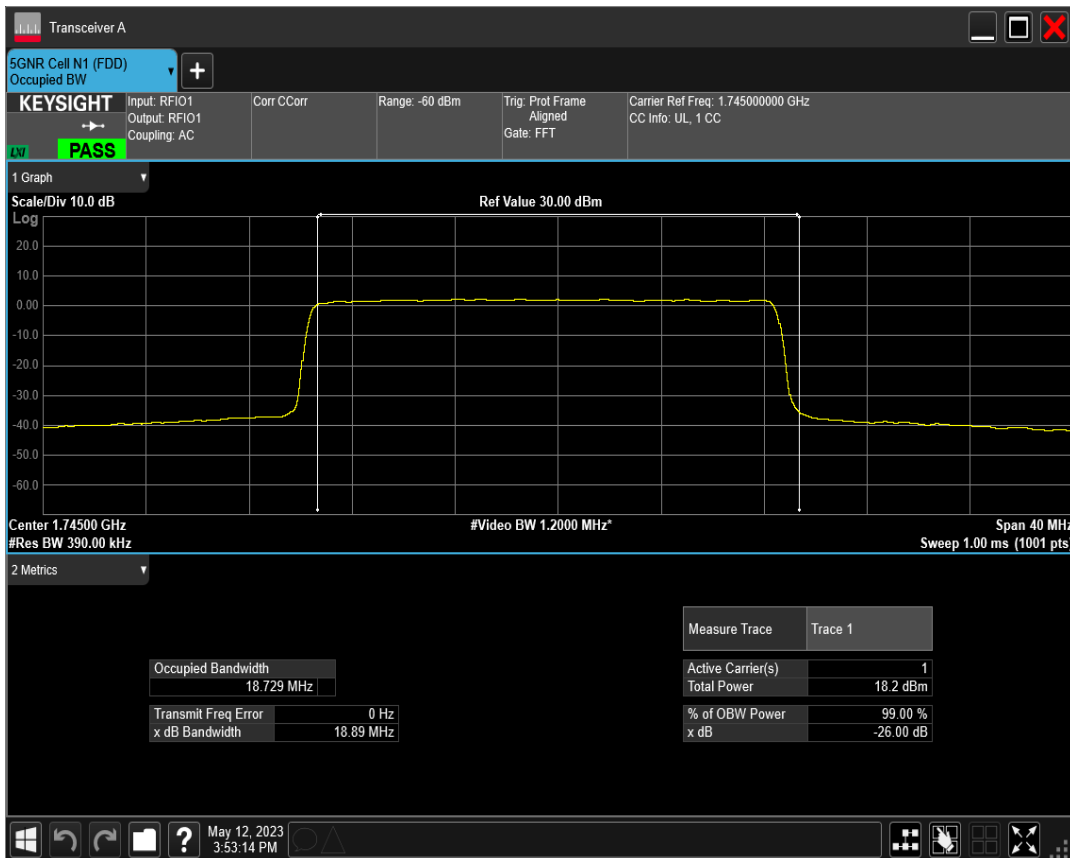 Transceiver A
5GNR Cell N1 (FDD)
Occupied BW
+
KEYSIGHT
LXI
PASS
Input: RFIO1
Output: RFIO1
Coupling: AC
Corr CCorr
Range: -60 dBm
Trig: Prot Frame
Aligned
Gate: FFT
Carrier Ref Freq: 1.745000000 GHz
CC Info: UL, 1 CC
1 Graph
Scale/Div 10.0 dB
Ref Value 30.00 dBm
Log
20.0
10.0
0.00
-10.0
-20.0
-30.0
-40.0
-50.0
-60.0
Center 1.74500 GHz
#Video BW 1.2000 MHz*
Span 40 MHz
#Res BW 390.00 kHz
Sweep 1.00 ms (1001 pts)
2 Metrics
Measure Trace Trace 1
Occupied Bandwidth
18.729 MHz
Active Carrier(s) 1
Total Power 18.2 dBm
Transmit Freq Error 0 Hz
x dB Bandwidth 18.89 MHz
% of OBW Power 99.00 %
x dB -26.00 dB
?
May 12, 2023
3:53:14 PM